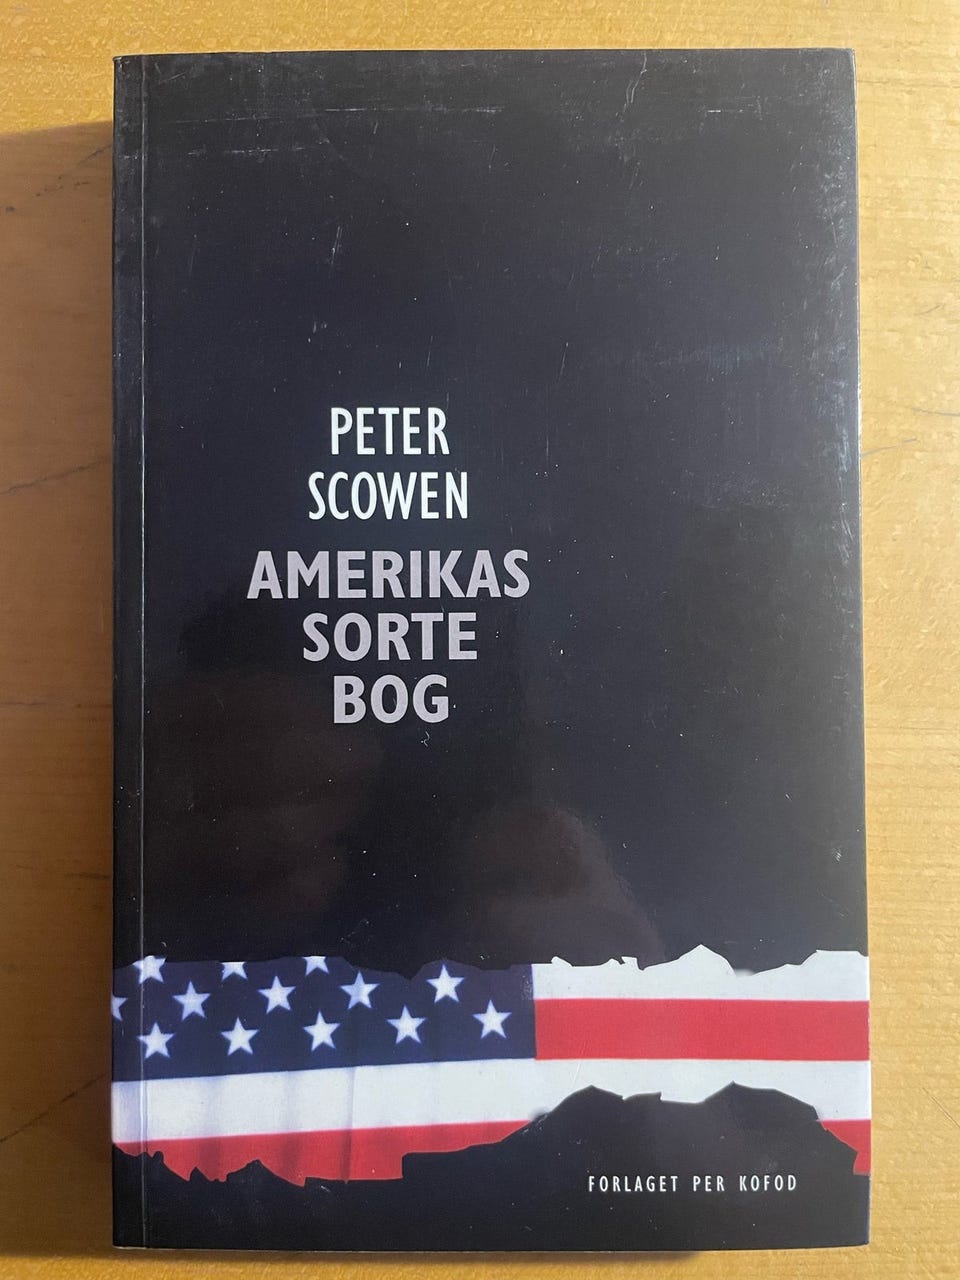 PETER
SCOWEN
AMERIKAS
SORTE
BOG
FORLAGET PER KOFOD